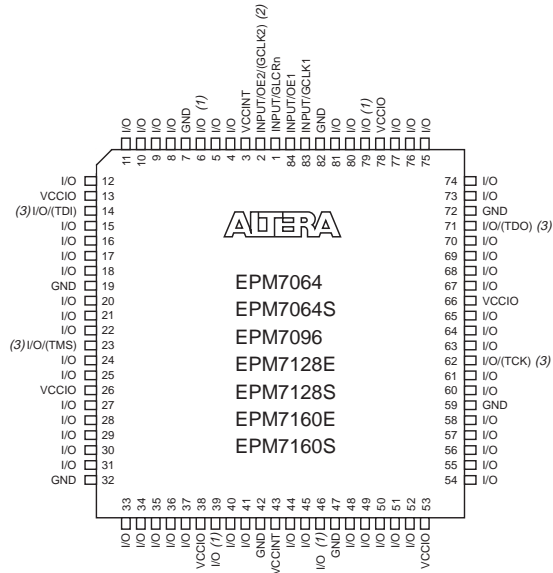 I/O
I/O
I/O
I/O
GND
I/O (1)
I/O
I/O
VCCINT
INPUT/OE2/(GCLK2) (2)
INPUT/GLCRn
INPUT/OE1
INPUT/GCLK1
GND
I/O
I/O
I/O (1)
VCCIO
I/O
I/O
I/O
11 10 9 8 7 6 5 4 3 2 1 84 83 82 81 80 79 78 77 76 75
I/O 12
VCCIO 13
(3) I/O/(TDI) 14
I/O 15
I/O 16
I/O 17
I/O 18
GND 19
I/O 20
I/O 21
I/O 22
(3) I/O/(TMS) 23
I/O 24
I/O 25
VCCIO 26
I/O 27
I/O 28
I/O 29
I/O 30
I/O 31
GND 32
ALTERA
EPM7064
EPM7064S
EPM7096
EPM7128E
EPM7128S
EPM7160E
EPM7160S
74 I/O
73 I/O
72 GND
71 I/O/(TDO) (3)
70 I/O
69 I/O
68 I/O
67 I/O
66 VCCIO
65 I/O
64 I/O
63 I/O
62 I/O/(TCK) (3)
61 I/O
60 I/O
59 GND
58 I/O
57 I/O
56 I/O
55 I/O
54 I/O
33 34 35 36 37 38 39 40 41 42 43 44 45 46 47 48 49 50 51 52 53
I/O
I/O
I/O
I/O
I/O
VCCIO
I/O (1)
I/O
I/O
GND
VCCINT
I/O
I/O
I/O (1)
GND
I/O
I/O
I/O
I/O
I/O
VCCIO